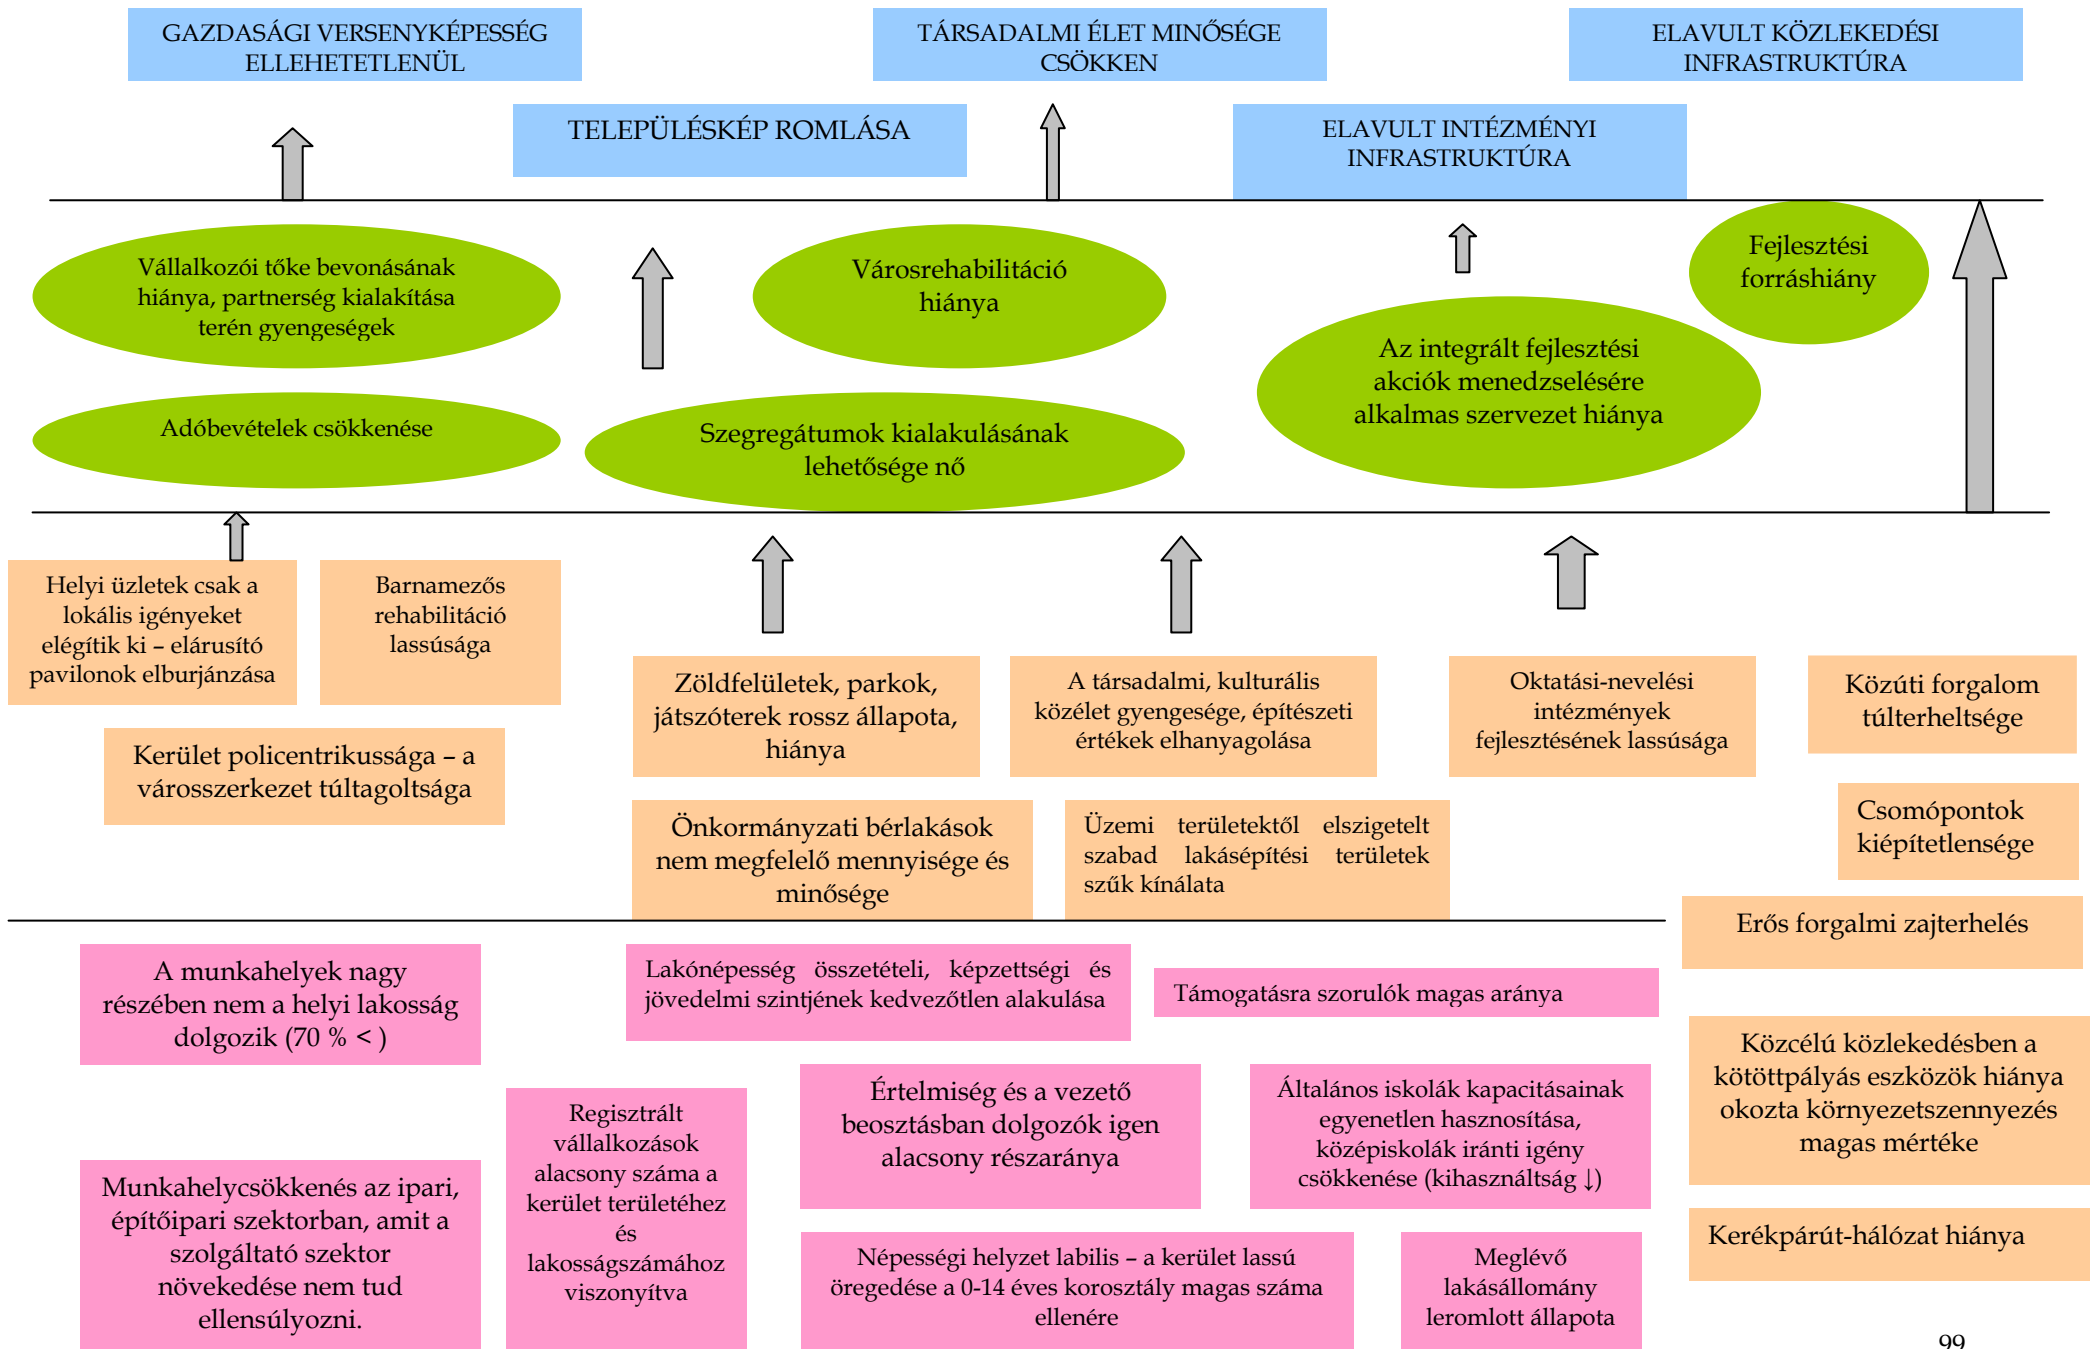 GAZDASÁGI VERSENYKÉPESSÉG
ELLEHETETLENÜL
TÁRSADALMI ÉLET MINŐSÉGE
CSÖKKEN
ELAVULT KÖZLEKEDÉSI
INFRASTRUKTÚRA
TELEPÜLÉSKÉP ROMLÁSA
ELAVULT INTÉZMÉNYI
INFRASTRUKTÚRA
Vállalkozói tőke bevonásának
hiánya, partnerség kialakítása
terén gyengeségek
Városrehabilitáció
hiánya
Fejlesztési
forráshiány
Az integrált fejlesztési
akciók menedzselésére
alkalmas szervezet hiánya
Adóbevételek csökkenése
Szegregátumok kialakulásának
lehetősége nő
Helyi üzletek csak a
lokális igényeket
elégítik ki – elárusító
pavilonok elburjánzása
Barnamezős
rehabilitáció
lassúsága
Zöldfelületek, parkok,
játszóterek rossz állapota,
hiánya
A társadalmi, kulturális
közélet gyengesége, építészeti
értékek elhanyagolása
Oktatási-nevelési
intézmények
fejlesztésének lassúsága
Közúti forgalom
túlterheltsége
Kerület policentrikussága – a
városszerkezet túltagoltsága
Önkormányzati bérlakások
nem megfelelő mennyisége és
minősége
Üzemi területektől elszigetelt
szabad lakásépítési területek
szűk kínálata
Csomópontok
kiépítetlensége
Erős forgalmi zajterhelés
A munkahelyek nagy
részében nem a helyi lakosság
dolgozik (70 % < )
Lakónépesség összetételi, képzettségi és
jövedelmi szintjének kedvezőtlen alakulása
Támogatásra szorulók magas aránya
Közcélú közlekedésben a
kötöttpályás eszközök hiánya
okozta környezetszennyezés
magas mértéke
Regisztrált
vállalkozások
alacsony száma a
kerület területéhez
és
lakosságszámához
viszonyítva
Értelmiség és a vezető
beosztásban dolgozók igen
alacsony részaránya
Általános iskolák kapacitásainak
egyenetlen hasznosítása,
középiskolák iránti igény
csökkenése (kihasználtság ↓)
Munkahelycsökkenés az ipari,
építőipari szektorban, amit a
szolgáltató szektor
növekedése nem tud
ellensúlyozni.
Népességi helyzet labilis – a kerület lassú
öregedése a 0-14 éves korosztály magas száma
ellenére
Meglévő
lakásállomány
leromlott állapota
Kerékpárút-hálózat hiánya
99